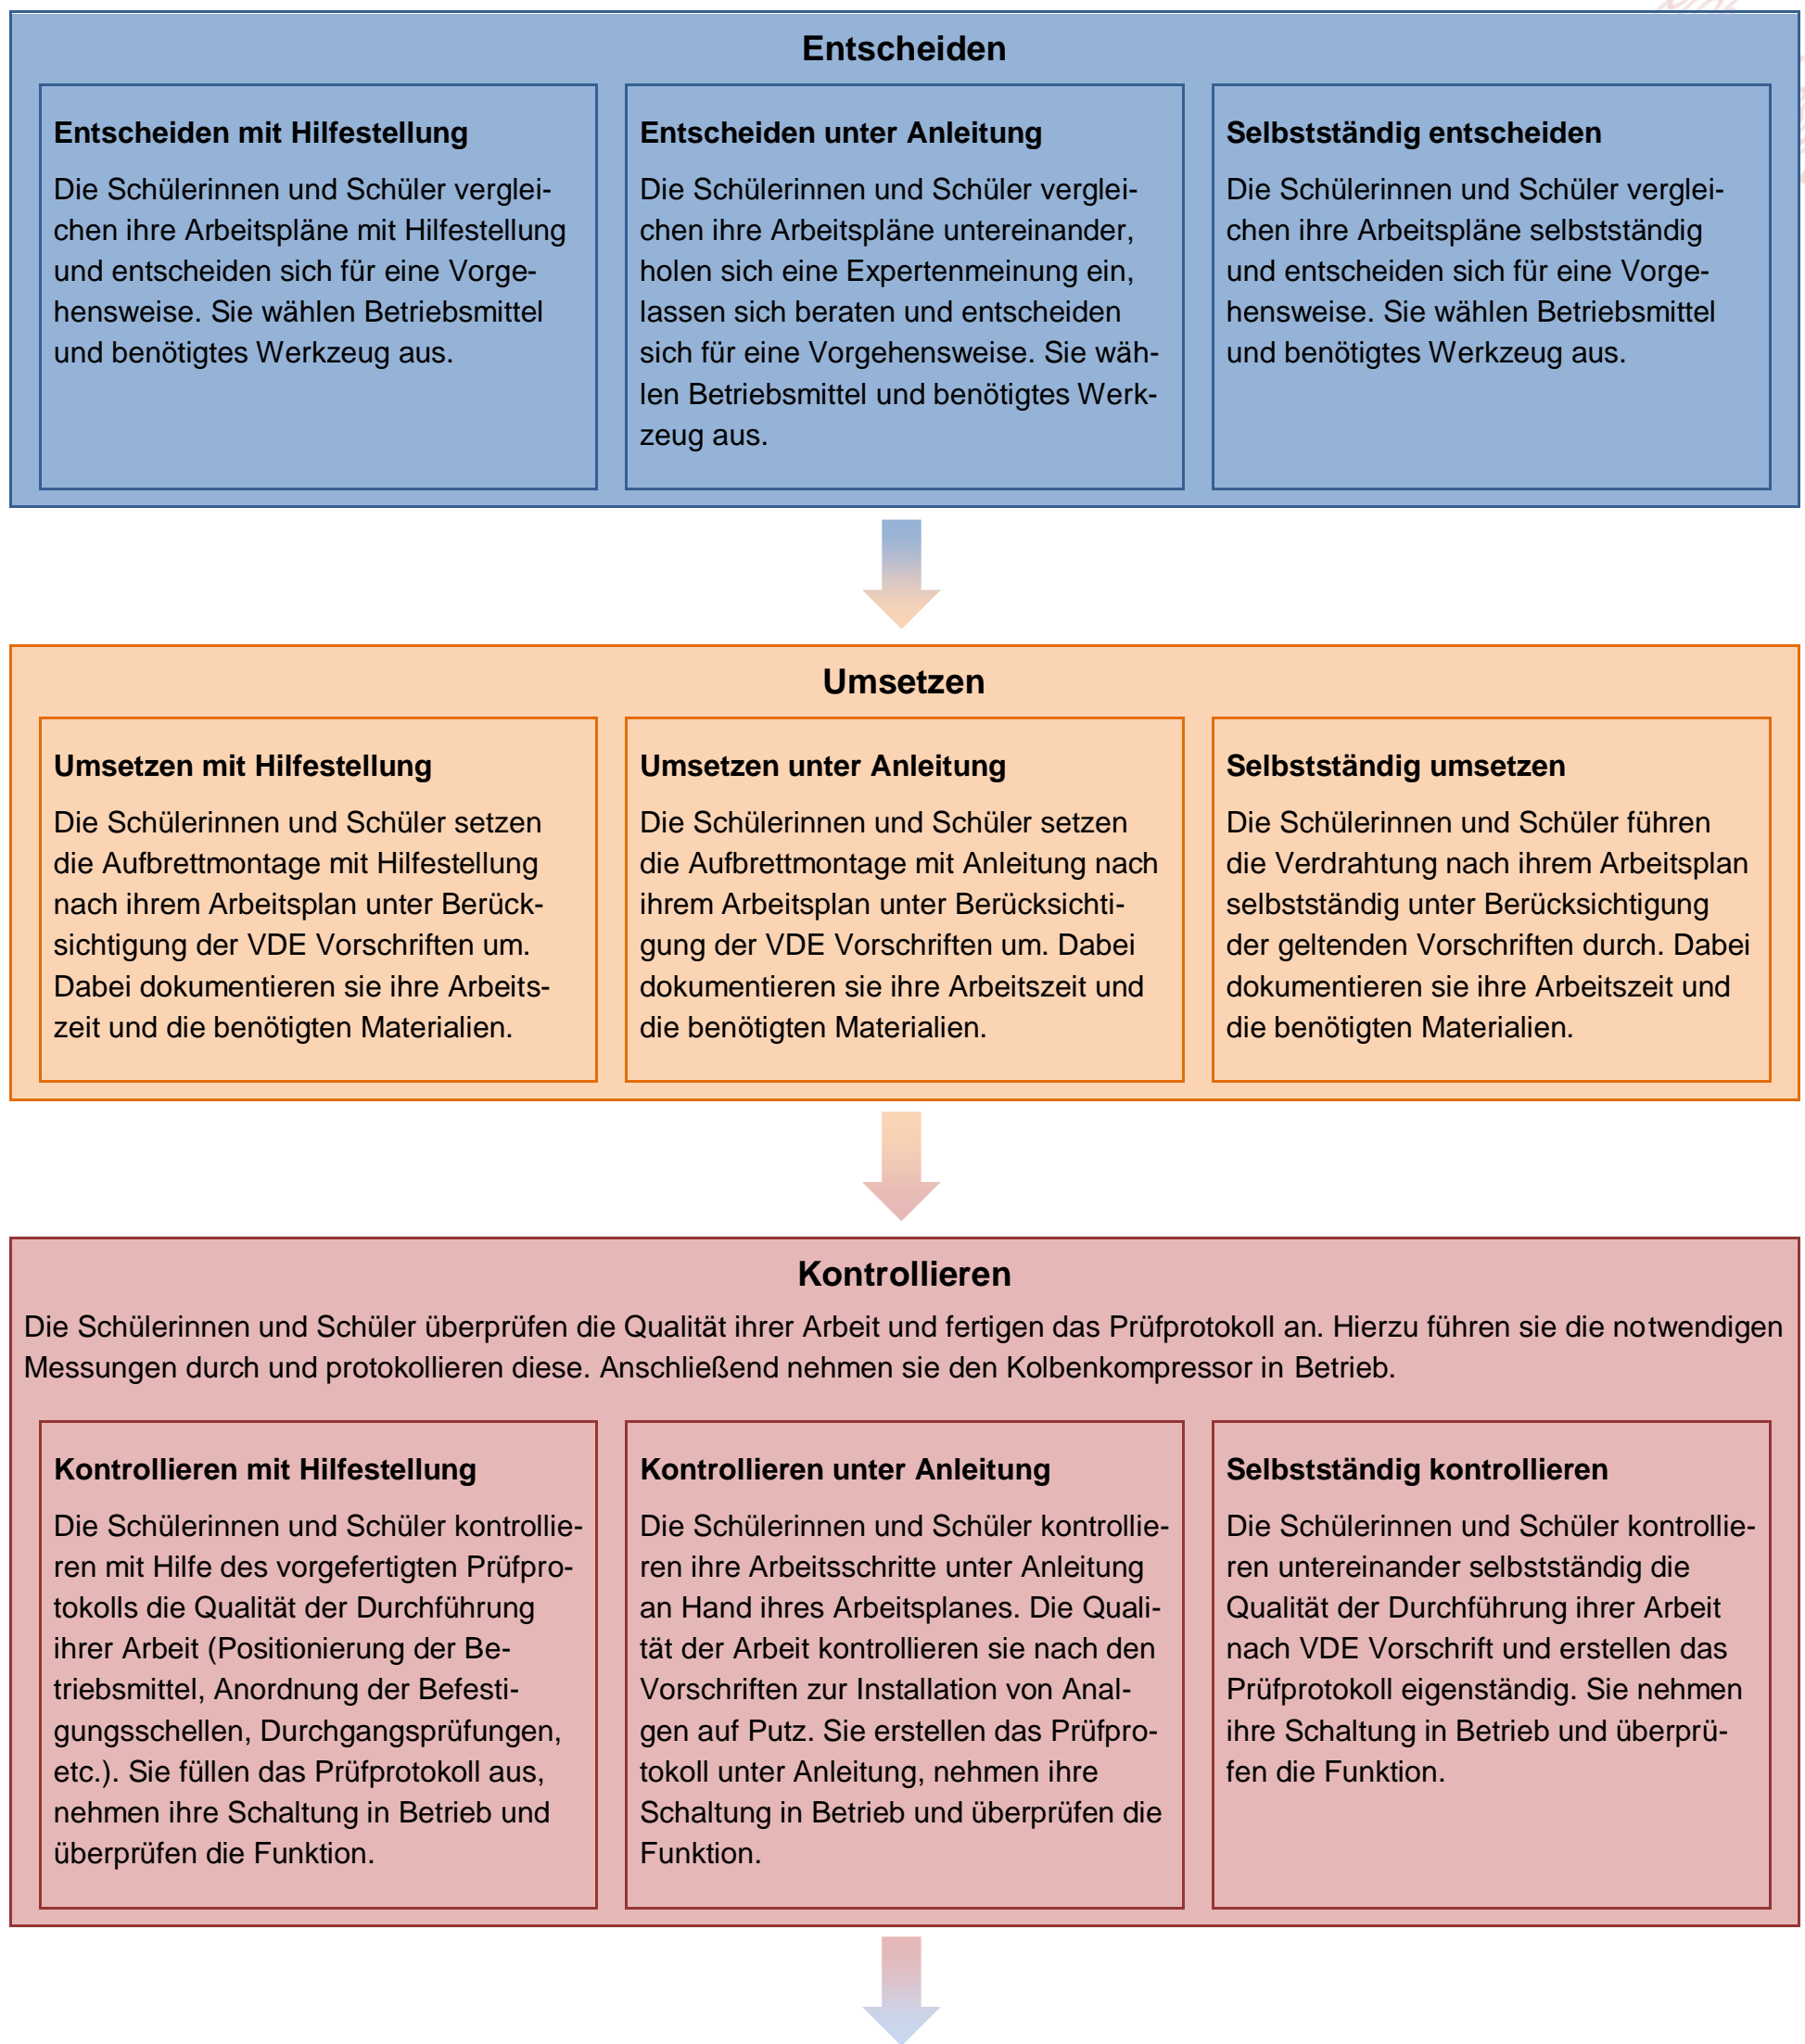 Entscheiden
Entscheiden mit Hilfestellung
Die Schülerinnen und Schüler verglei-
chen ihre Arbeitspläne mit Hilfestellung
und entscheiden sich für eine Vorge-
hensweise. Sie wählen Betriebsmittel
und benötigtes Werkzeug aus.
Entscheiden unter Anleitung
Die Schülerinnen und Schüler verglei-
chen ihre Arbeitspläne untereinander,
holen sich eine Expertenmeinung ein,
lassen sich beraten und entscheiden
sich für eine Vorgehensweise. Sie wäh-
len Betriebsmittel und benötigtes Werk-
zeug aus.
Selbstständig entscheiden
Die Schülerinnen und Schüler verglei-
chen ihre Arbeitspläne selbstständig
und entscheiden sich für eine Vorge-
hensweise. Sie wählen Betriebsmittel
und benötigtes Werkzeug aus.
Umsetzen
Umsetzen mit Hilfestellung
Die Schülerinnen und Schüler setzen
die Aufbrettmontage mit Hilfestellung
nach ihrem Arbeitsplan unter Berück-
sichtigung der VDE Vorschriften um.
Dabei dokumentieren sie ihre Arbeits-
zeit und die benötigten Materialien.
Umsetzen unter Anleitung
Die Schülerinnen und Schüler setzen
die Aufbrettmontage mit Anleitung nach
ihrem Arbeitsplan unter Berücksichti-
gung der VDE Vorschriften um. Dabei
dokumentieren sie ihre Arbeitszeit und
die benötigten Materialien.
Selbstständig umsetzen
Die Schülerinnen und Schüler führen
die Verdrahtung nach ihrem Arbeitsplan
selbstständig unter Berücksichtigung
der geltenden Vorschriften durch. Dabei
dokumentieren sie ihre Arbeitszeit und
die benötigten Materialien.
Kontrollieren
Die Schülerinnen und Schüler überprüfen die Qualität ihrer Arbeit und fertigen das Prüfprotokoll an. Hierzu führen sie die notwendigen
Messungen durch und protokollieren diese. Anschließend nehmen sie den Kolbenkompressor in Betrieb.
Kontrollieren mit Hilfestellung
Die Schülerinnen und Schüler kontrollie-
ren mit Hilfe des vorgefertigten Prüfpro-
tokolls die Qualität der Durchführung
ihrer Arbeit (Positionierung der Be-
triebsmittel, Anordnung der Befesti-
gungsschellen, Durchgangsprüfungen,
etc.). Sie füllen das Prüfprotokoll aus,
nehmen ihre Schaltung in Betrieb und
überprüfen die Funktion.
Kontrollieren unter Anleitung
Die Schülerinnen und Schüler kontrollie-
ren ihre Arbeitsschritte unter Anleitung
an Hand ihres Arbeitsplanes. Die Quali-
tät der Arbeit kontrollieren sie nach den
Vorschriften zur Installation von Anal-
gen auf Putz. Sie erstellen das Prüfpro-
tokoll unter Anleitung, nehmen ihre
Schaltung in Betrieb und überprüfen die
Funktion.
Selbstständig kontrollieren
Die Schülerinnen und Schüler kontrollie-
ren untereinander selbstständig die
Qualität der Durchführung ihrer Arbeit
nach VDE Vorschrift und erstellen das
Prüfprotokoll eigenständig. Sie nehmen
ihre Schaltung in Betrieb und überprü-
fen die Funktion.